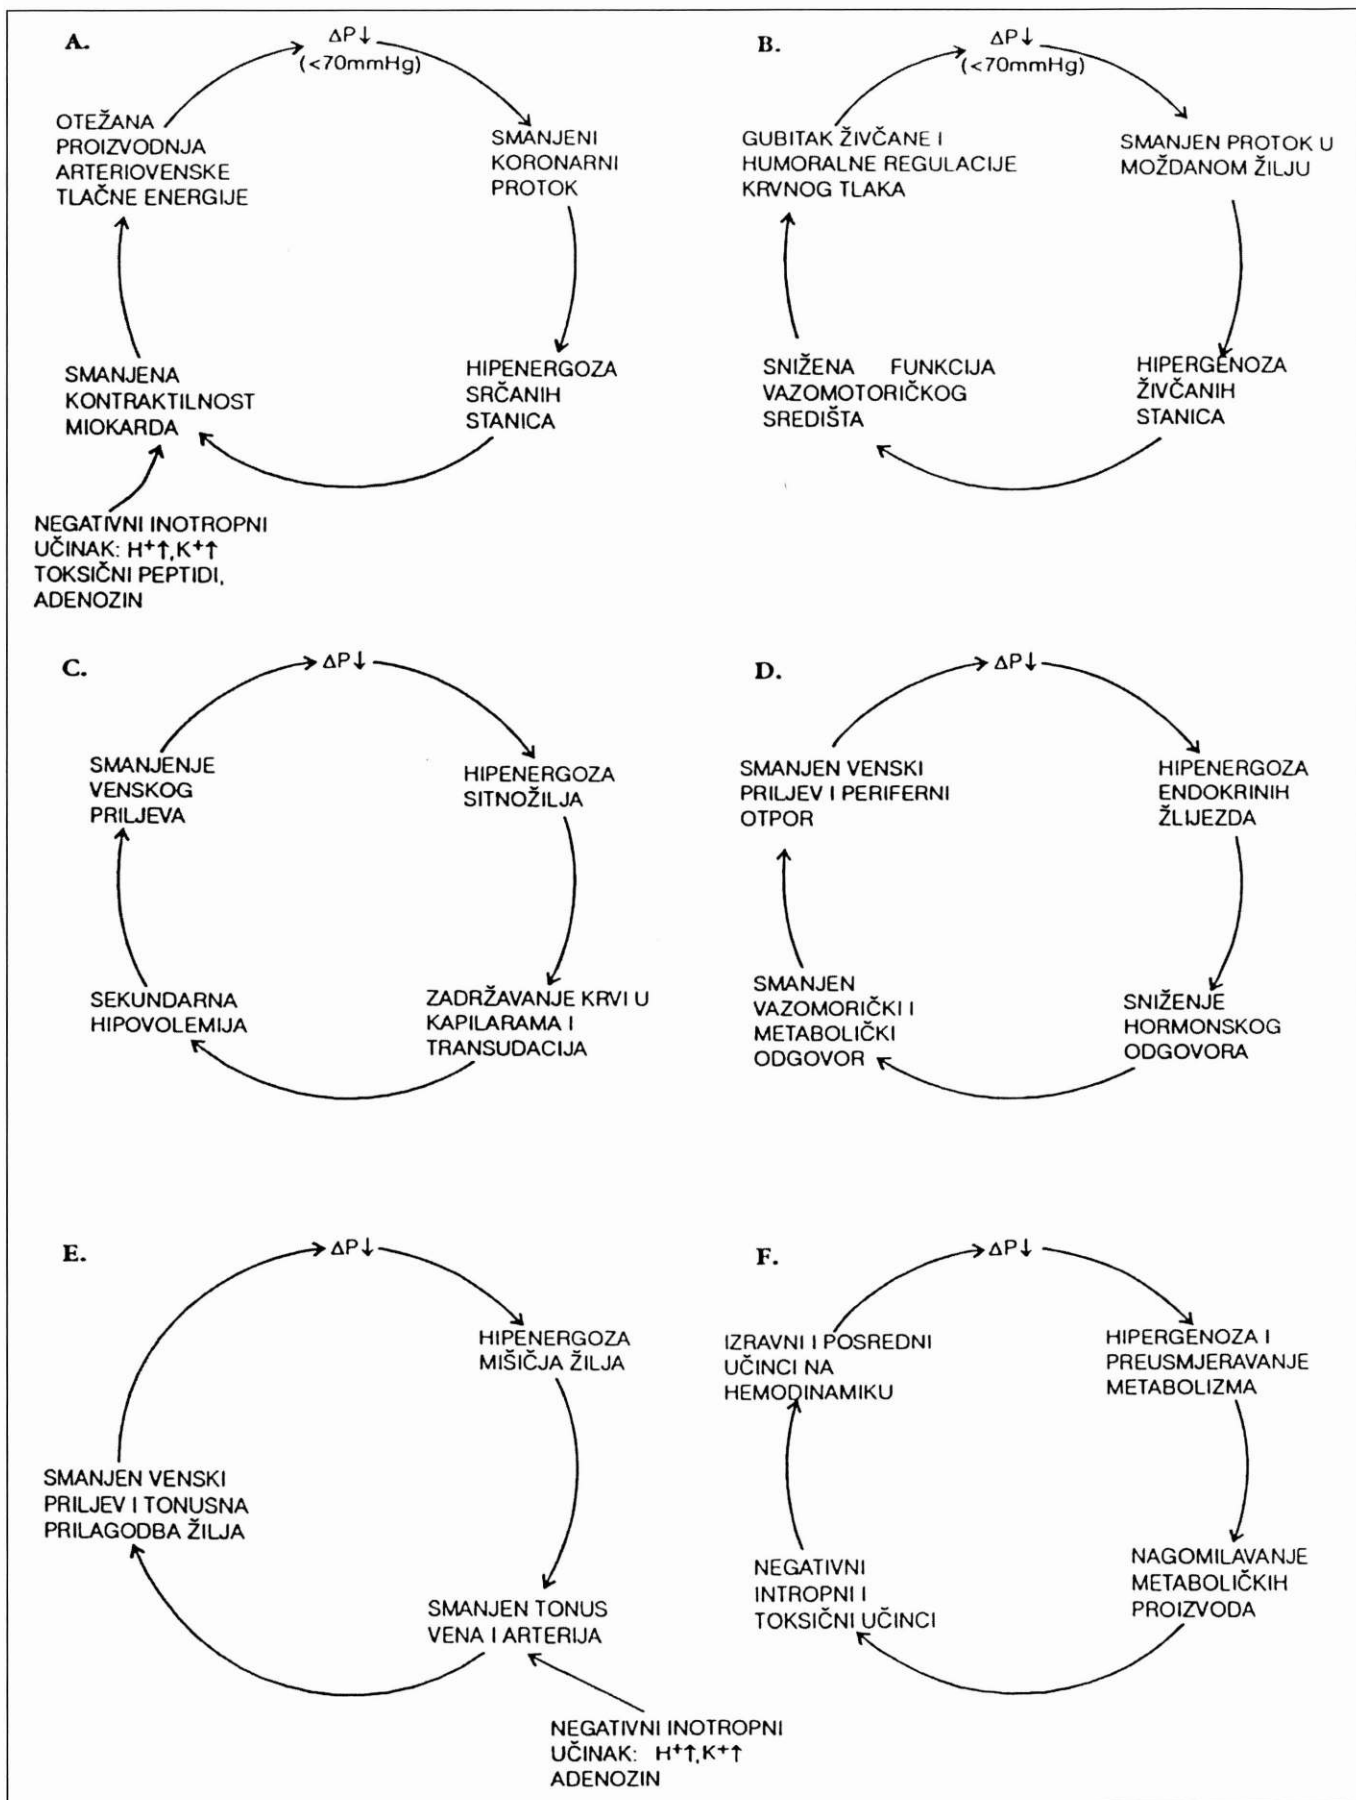 A.
ΔP↓
(<70mmHg)
SMANJENI
KORONARNI
PROTOK
HIPENERGOZA
SRČANIH
STANICA
SMANJENA
KONTRAKTILNOST
MIOKARDA
NEGATIVNI INOTROPNI
UČINAK: H⁺↑,K⁺↑
TOKSIČNI PEPTIDI,
ADENOZIN
OTEŽANA
PROIZVODNJA
ARTERIOVENSKE
TLAČNE ENERGIJE
B.
ΔP↓
(<70mmHg)
SMANJEN PROTOK U
MOŽDANOM ŽILJU
HIPERGENOZA
ŽIVČANIH
STANICA
SNIŽENA FUNKCIJA
VAZOMOTORIČKOG
SREDIŠTA
GUBITAK ŽIVČANE I
HUMORALNE REGULACIJE
KRVNOG TLAKA
C.
ΔP↓
HIPENERGOZA
SITNOŽILJA
ZADRŽAVANJE KRVI U
KAPILARAMA I
TRANSUDACIJA
SEKUNDARNA
HIPOVOLEMIJA
SMANJENJE
VENSKOG
PRILJEVA
D.
ΔP↓
HIPENERGOZA
ENDOKRINIH
ŽLIJEZDA
SNIŽENJE
HORMONSKOG
ODGOVORA
SMANJEN
VAZOMORIČKI I
METABOLIČKI
ODGOVOR
SMANJEN VENSKI
PRILJEV I PERIFERNI
OTPOR
E.
ΔP↓
HIPENERGOZA
MIŠIČJA ŽILJA
SMANJEN TONUS
VENA I ARTERIJA
NEGATIVNI INOTROPNI
UČINAK: H⁺↑,K⁺↑
ADENOZIN
SMANJEN VENSKI
PRILJEV I TONUSNA
PRILAGODBA ŽILJA
F.
ΔP↓
HIPERGENOZA I
PREUSMJERAVANJE
METABOLIZMA
NAGOMILAVANJE
METABOLIČKIH
PROIZVODA
NEGATIVNI
INTROPNI I
TOKSIČNI UČINCI
IZRAVNI I POSREDNI
UČINCI NA
HEMODINAMIKU